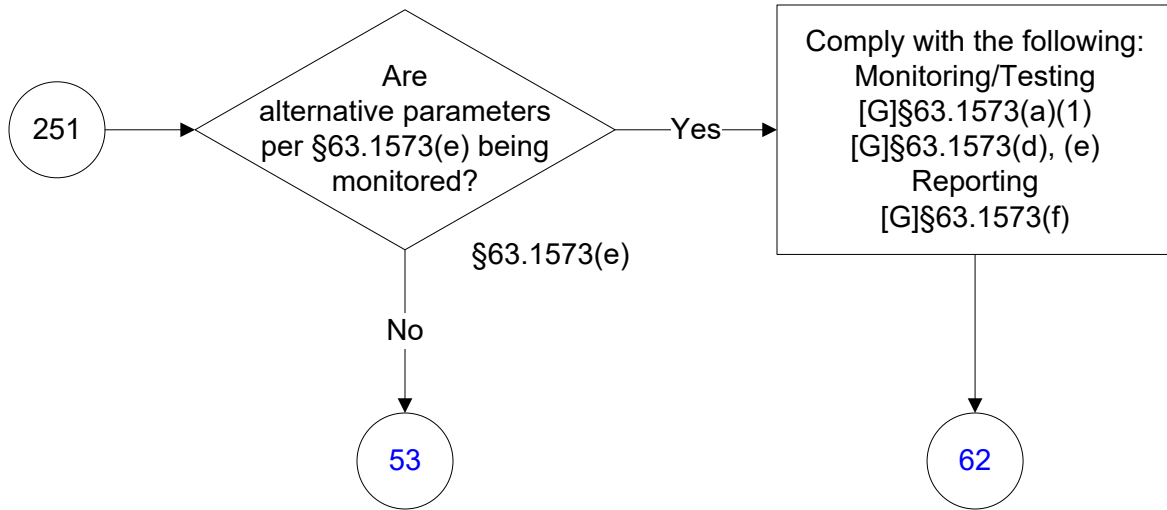 251
Are
alternative parameters
per §63.1573(e) being
monitored?
§63.1573(e)
Yes
Comply with the following:
Monitoring/Testing
[G]§63.1573(a)(1)
[G]§63.1573(d), (e)
Reporting
[G]§63.1573(f)
No
53
62